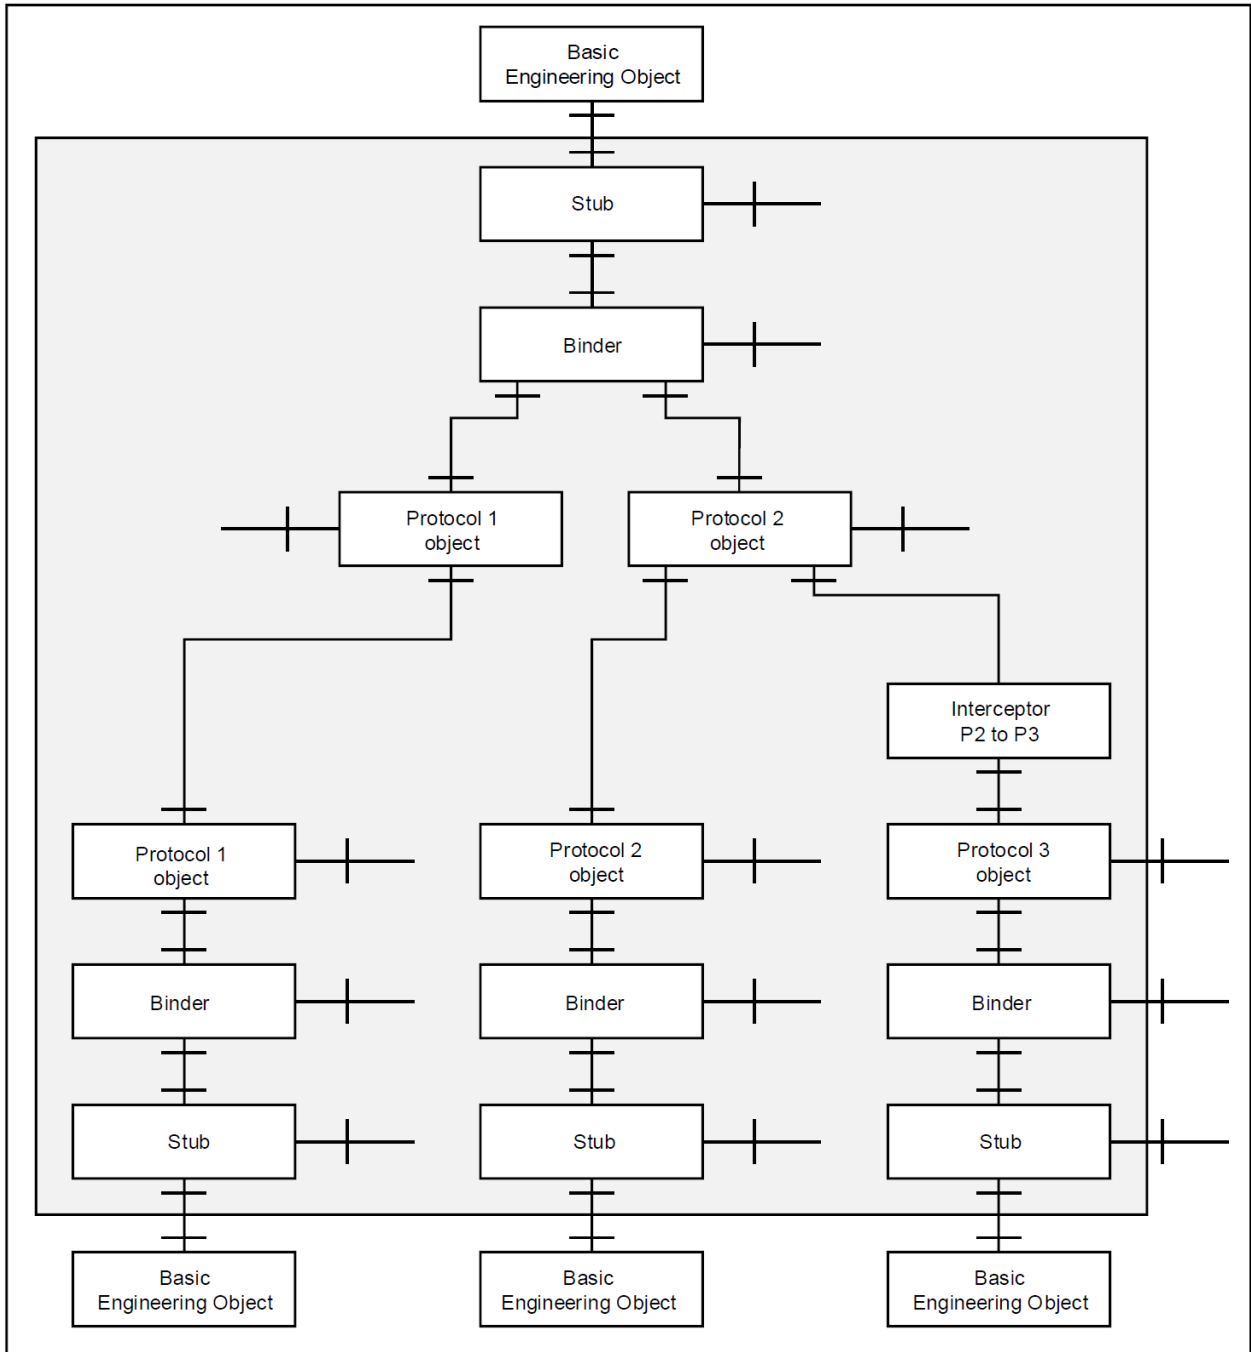 Basic
Engineering Object
Stub
Binder
Protocol 1
object
Protocol 2
object
Interceptor
P2 to P3
Protocol 1
object
Protocol 2
object
Protocol 3
object
Binder
Binder
Binder
Stub
Stub
Stub
Basic
Engineering Object
Basic
Engineering Object
Basic
Engineering Object